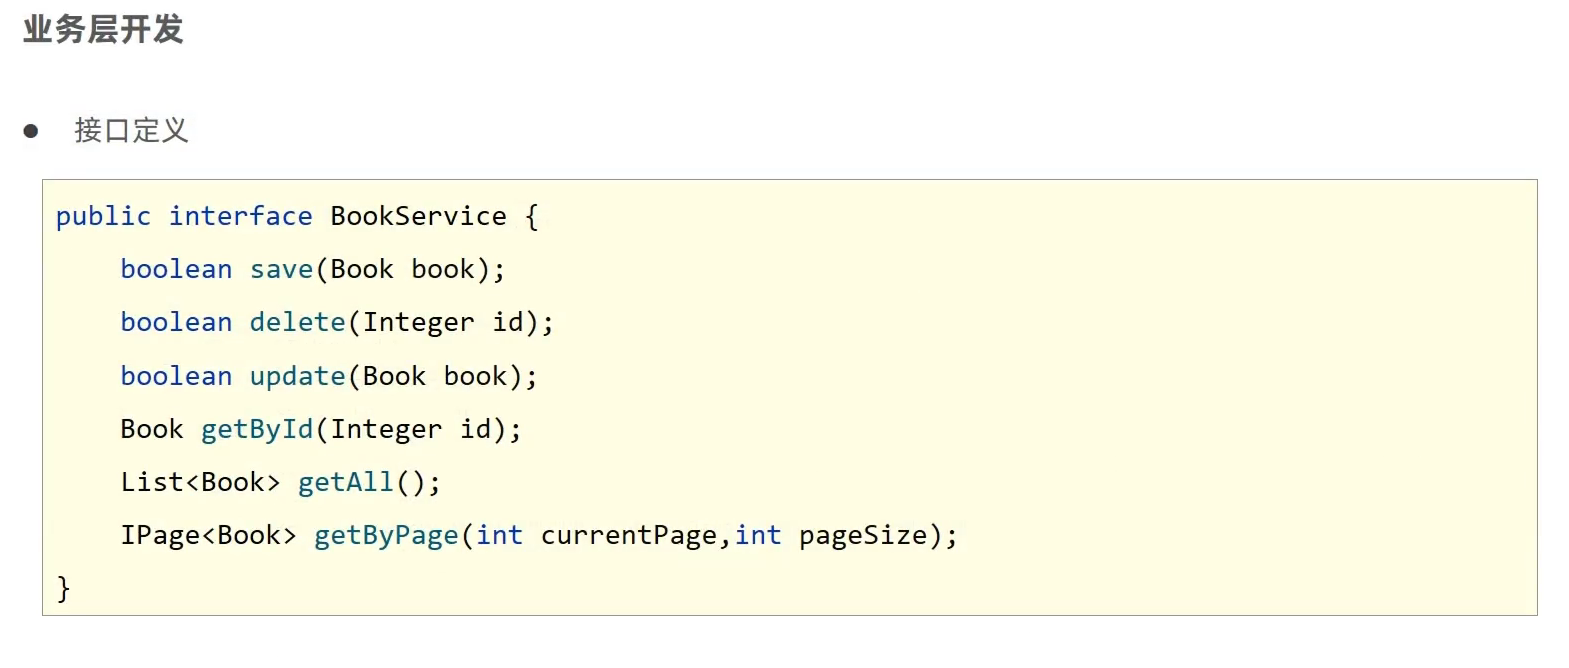 业务层开发
● 接口定义
public interface BookService {
    boolean save(Book book);
    boolean delete(Integer id);
    boolean update(Book book);
    Book getById(Integer id);
    List<Book> getAll();
    IPage<Book> getByPage(int currentPage,int pageSize);
}